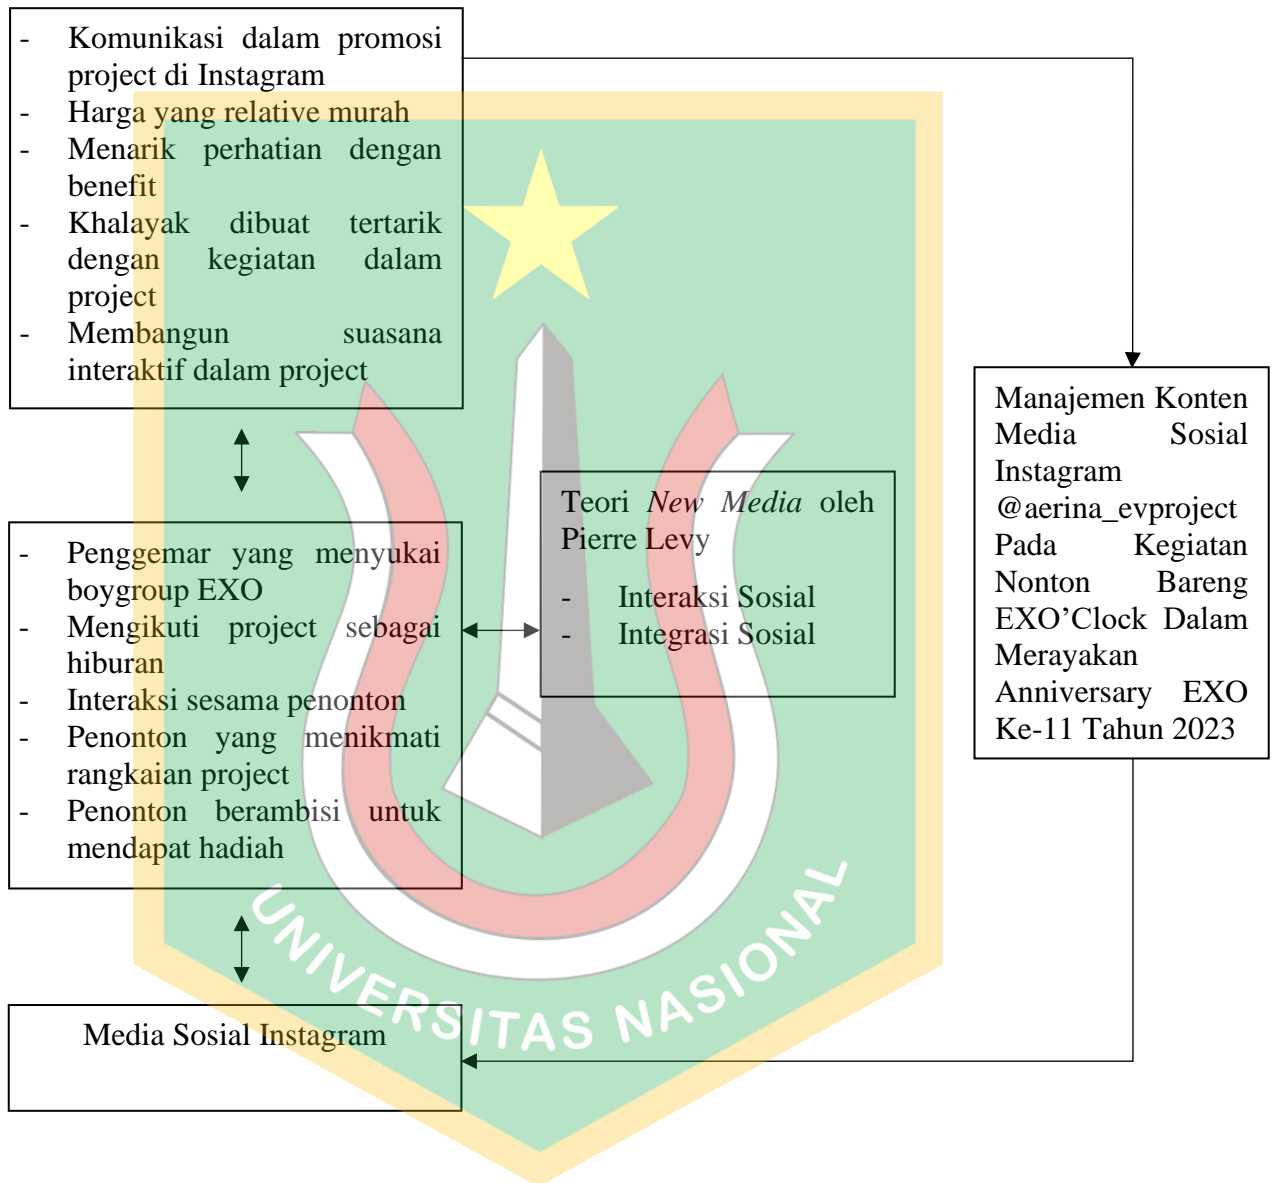 - Komunikasi dalam promosi
project di Instagram
- Harga yang relative murah
- Menarik perhatian dengan
benefit
- Khalayak dibuat tertarik
dengan kegiatan dalam
project
- Membangun suasana
interaktif dalam project
- Penggemar yang menyukai
boygroup EXO
- Mengikuti project sebagai
hiburan
- Interaksi sesama penonton
- Penonton yang menikmati
rangkaian project
- Penonton berambisi untuk
mendapat hadiah
Teori New Media oleh
Pierre Levy
- Interaksi Sosial
- Integrasi Sosial
Manajemen Konten
Media Sosial
Instagram
@aerina_evproject
Pada Kegiatan
Nonton Bareng
EXO’Clock Dalam
Merayakan
Anniversary EXO
Ke-11 Tahun 2023
Media Sosial Instagram
UNIVERSITAS NASIONAL